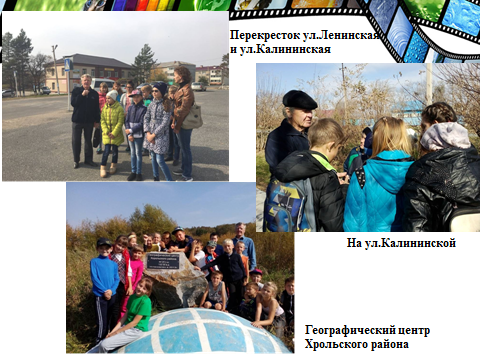 Перекресток ул.Ленинская
и ул.Калининская
На ул.Калининской
Географический центр
Хрольского района